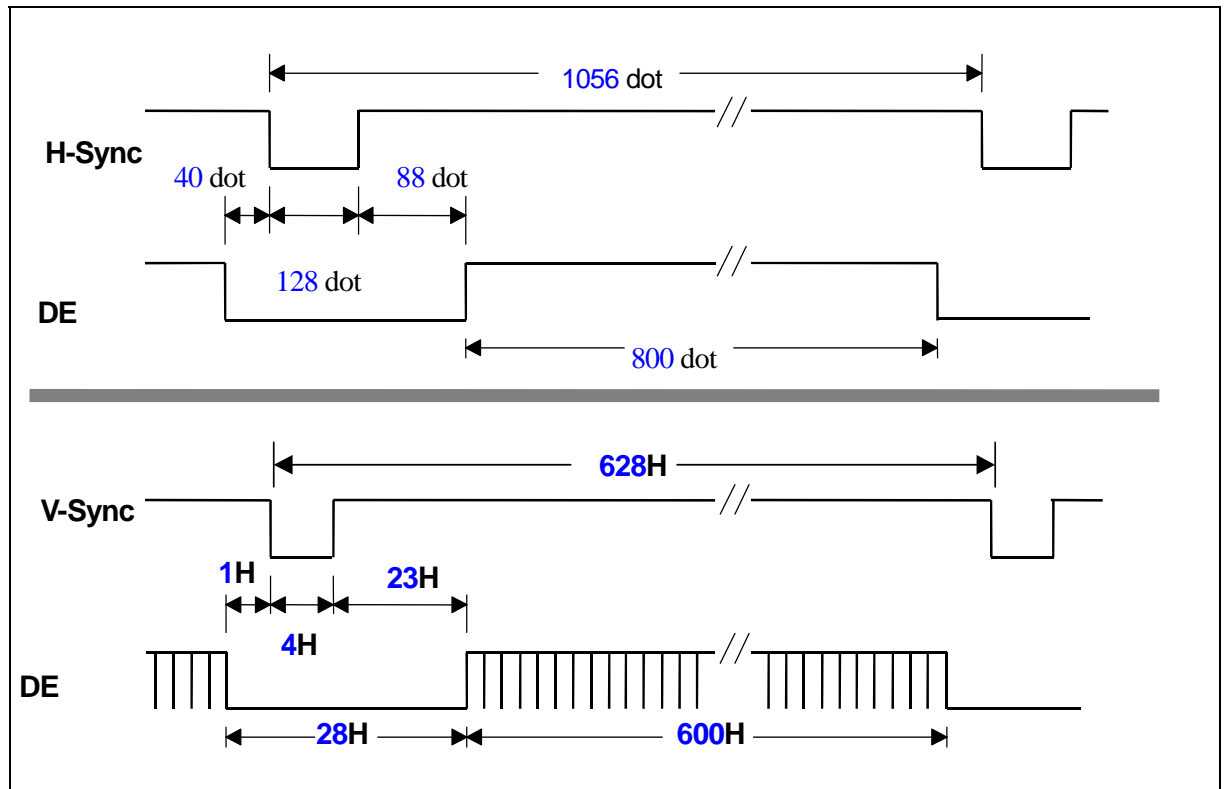 1056 dot
H-Sync
40 dot
88 dot
128 dot
DE
800 dot
628H
V-Sync
1H
23H
4H
DE
28H
600H